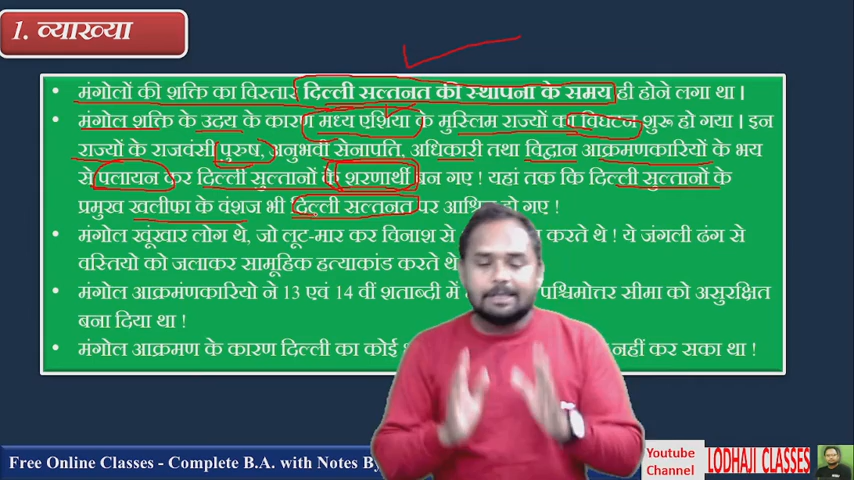 1. व्याख्या
मंगोलों की शक्ति का विस्तार दिल्ली सल्तनत की स्थापना के समय ही होने लगा था ।
मंगोल शक्ति के उदय के कारण मध्य एशिया के मुस्लिम राज्यों का विघटन शुरू हो गया । इन
राज्यों के राजवंसी पुरुष, अनुभवी सेनापति, अधिकारी तथा विद्वान आक्रमणकारियों के भय
से पलायन कर दिल्ली सुल्तानों के शरणार्थी बन गए ! यहां तक कि दिल्ली सुल्तानों के
प्रमुख खलीफा के वंशज भी दिल्ली सल्तनत पर आश्रित हो गए !
मंगोल खूंखार लोग थे, जो लूट-मार कर विनाश से करते थे ! ये जंगली ढंग से
वस्तियो को जलाकर सामूहिक हत्याकांड करते थे
मंगोल आक्रमंणकारियो ने 13 एवं 14 वीं शताब्दी में पश्चिमोत्तर सीमा को असुरक्षित
बना दिया था !
मंगोल आक्रमण के कारण दिल्ली का कोई नहीं कर सका था !
Free Online Classes - Complete B.A. with Notes By
Youtube
Channel
LODHAJI CLASSES